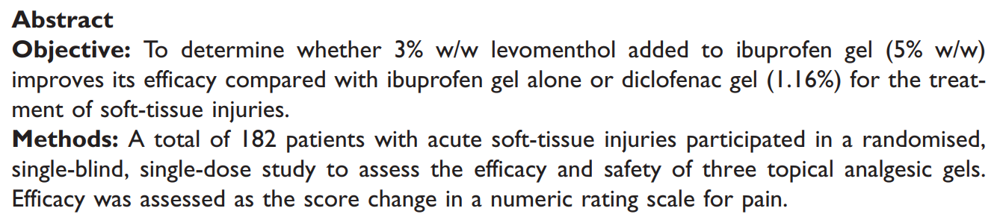 Abstract
Objective: To determine whether 3% w/w levomenthol added to ibuprofen gel (5% w/w)
improves its efficacy compared with ibuprofen gel alone or diclofenac gel (1.16%) for the treat-
ment of soft-tissue injuries.
Methods: A total of 182 patients with acute soft-tissue injuries participated in a randomised,
single-blind, single-dose study to assess the efficacy and safety of three topical analgesic gels.
Efficacy was assessed as the score change in a numeric rating scale for pain.